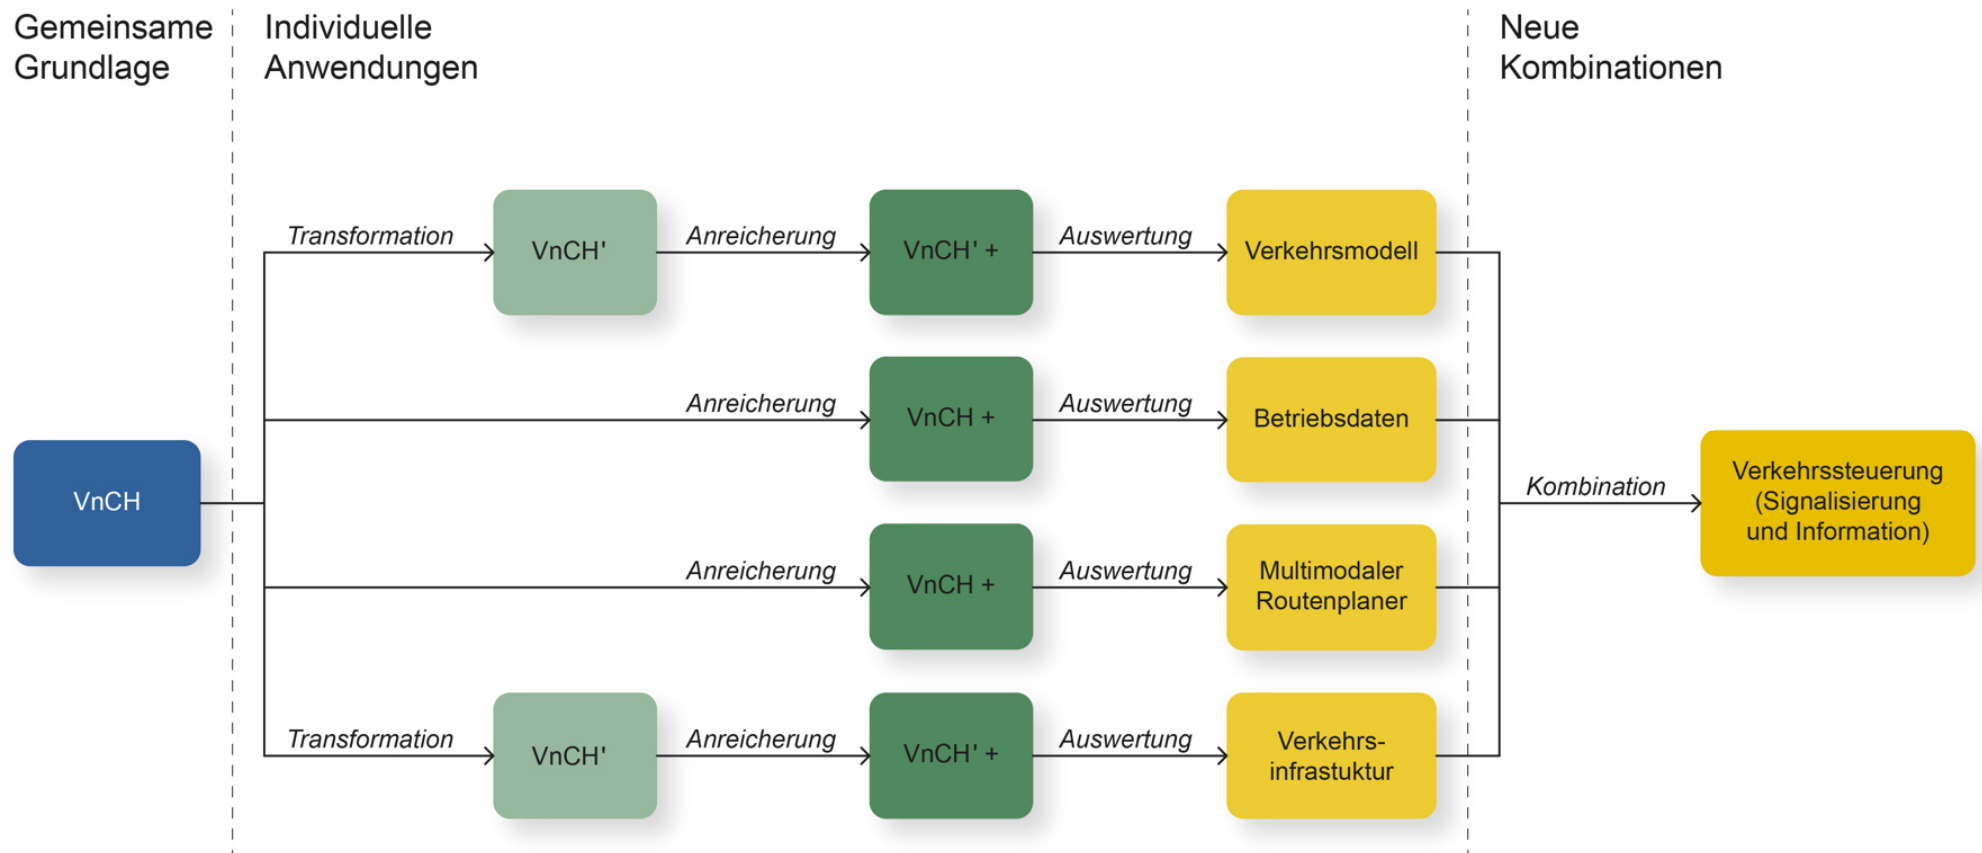 Gemeinsame
Grundlage
Individuelle
Anwendungen
Neue
Kombinationen
Transformation
VnCH'
Anreicherung
VnCH' +
Auswertung
Verkehrsmodell
Anreicherung
VnCH +
Auswertung
Betriebsdaten
VnCH
Kombination
Verkehrssteuerung
(Signalisierung
und Information)
Anreicherung
VnCH +
Auswertung
Multimodaler
Routenplaner
Transformation
VnCH'
Anreicherung
VnCH' +
Auswertung
Verkehrs-
infrastuktur